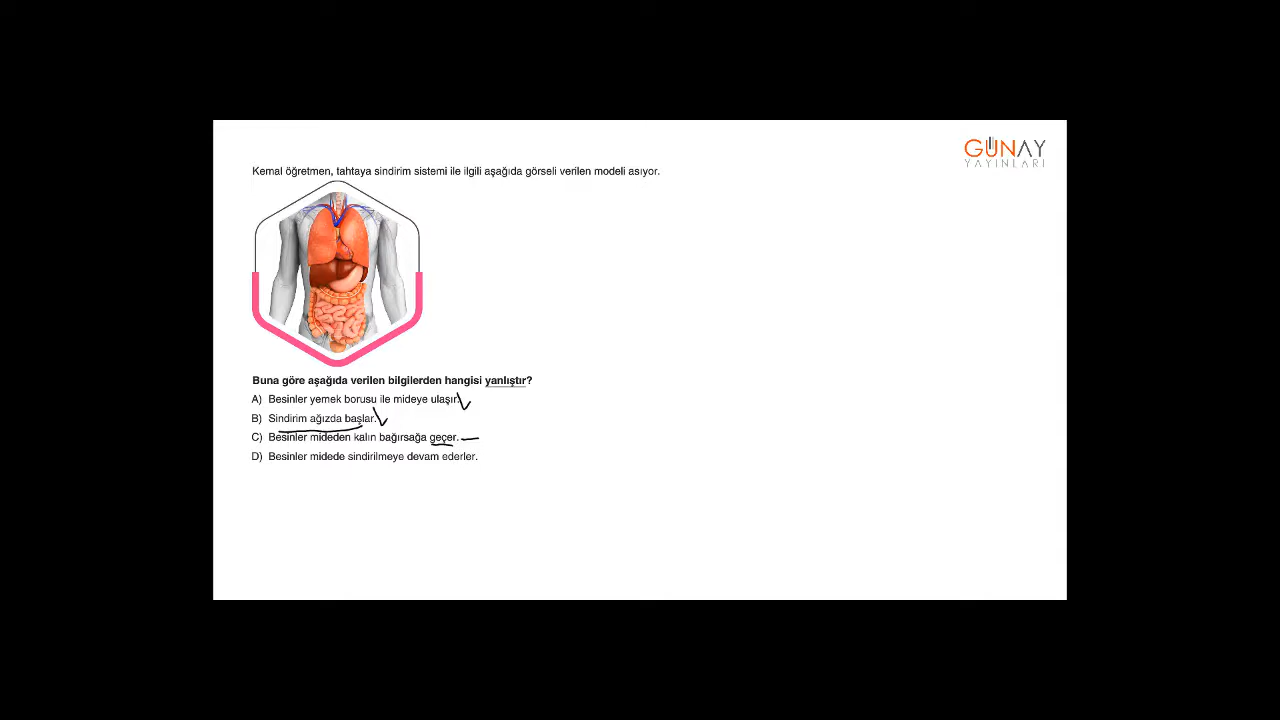 GÜNAY
YAYINLARI
Kemal öğretmen, tahtaya sindirim sistemi ile ilgili aşağıda görseli verilen modeli asıyor.
Buna göre aşağıda verilen bilgilerden hangisi yanlıştır?
A) Besinler yemek borusu ile mideye ulaşır.
B) Sindirim ağızda başlar.
C) Besinler mideden kalın bağırsağa geçer.
D) Besinler midede sindirilmeye devam ederler.